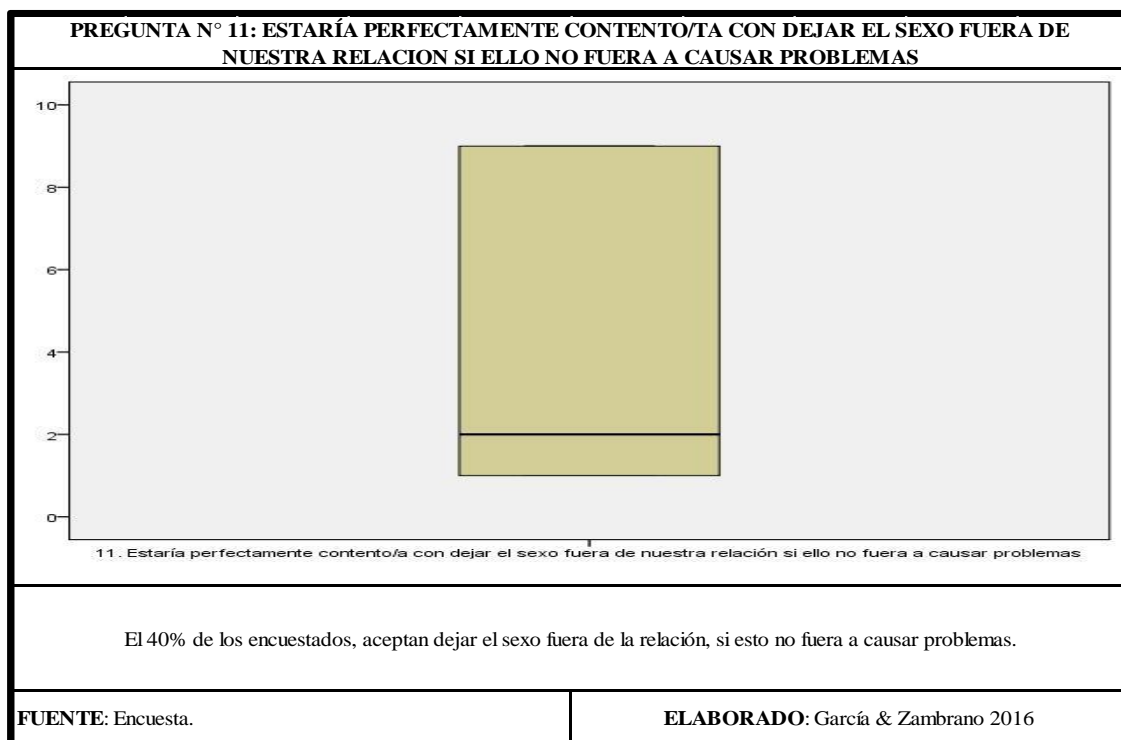 PREGUNTA N° 11: ESTARÍA PERFECTAMENTE CONTENTO/TA CON DEJAR EL SEXO FUERA DE
NUESTRA RELACION SI ELLO NO FUERA A CAUSAR PROBLEMAS
10
8
6
4
2
0
11. Estaría perfectamente contento/a con dejar el sexo fuera de nuestra relación si ello no fuera a causar problemas
El 40% de los encuestados, aceptan dejar el sexo fuera de la relación, si esto no fuera a causar problemas.
FUENTE: Encuesta.
ELABORADO: García & Zambrano 2016